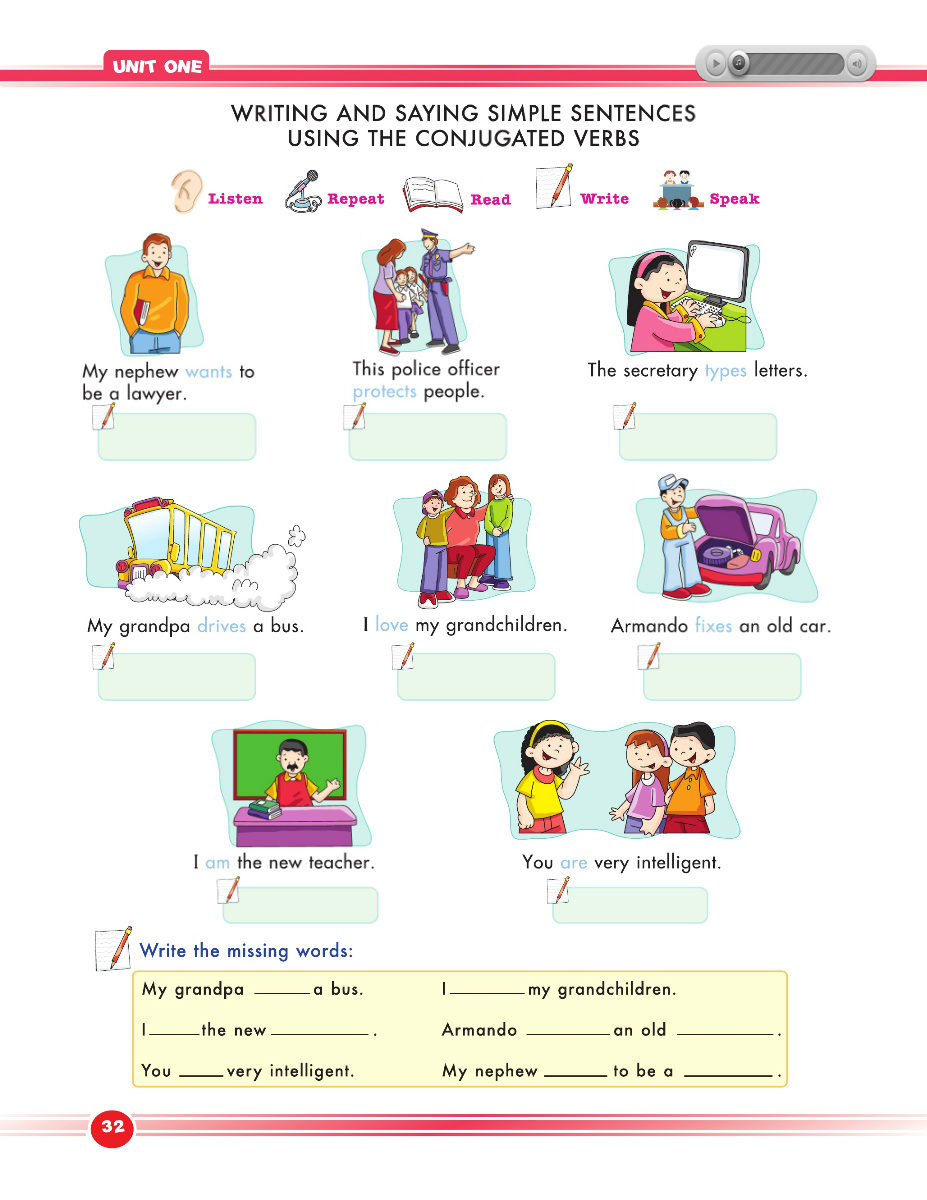 UNIT ONE
WRITING AND SAYING SIMPLE SENTENCES
USING THE CONJUGATED VERBS
Listen Repeat Read Write Speak
My nephew wants to
be a lawyer.
This police officer
protects people.
The secretary types letters.
My grandpa drives a bus.
I love my grandchildren.
Armando fixes an old car.
I am the new teacher.
You are very intelligent.
Write the missing words:
My grandpa ______ a bus.
I ________ my grandchildren.
I _____ the new __________ .
Armando _________ an old __________ .
You _____ very intelligent.
My nephew _______ to be a _________ .
32